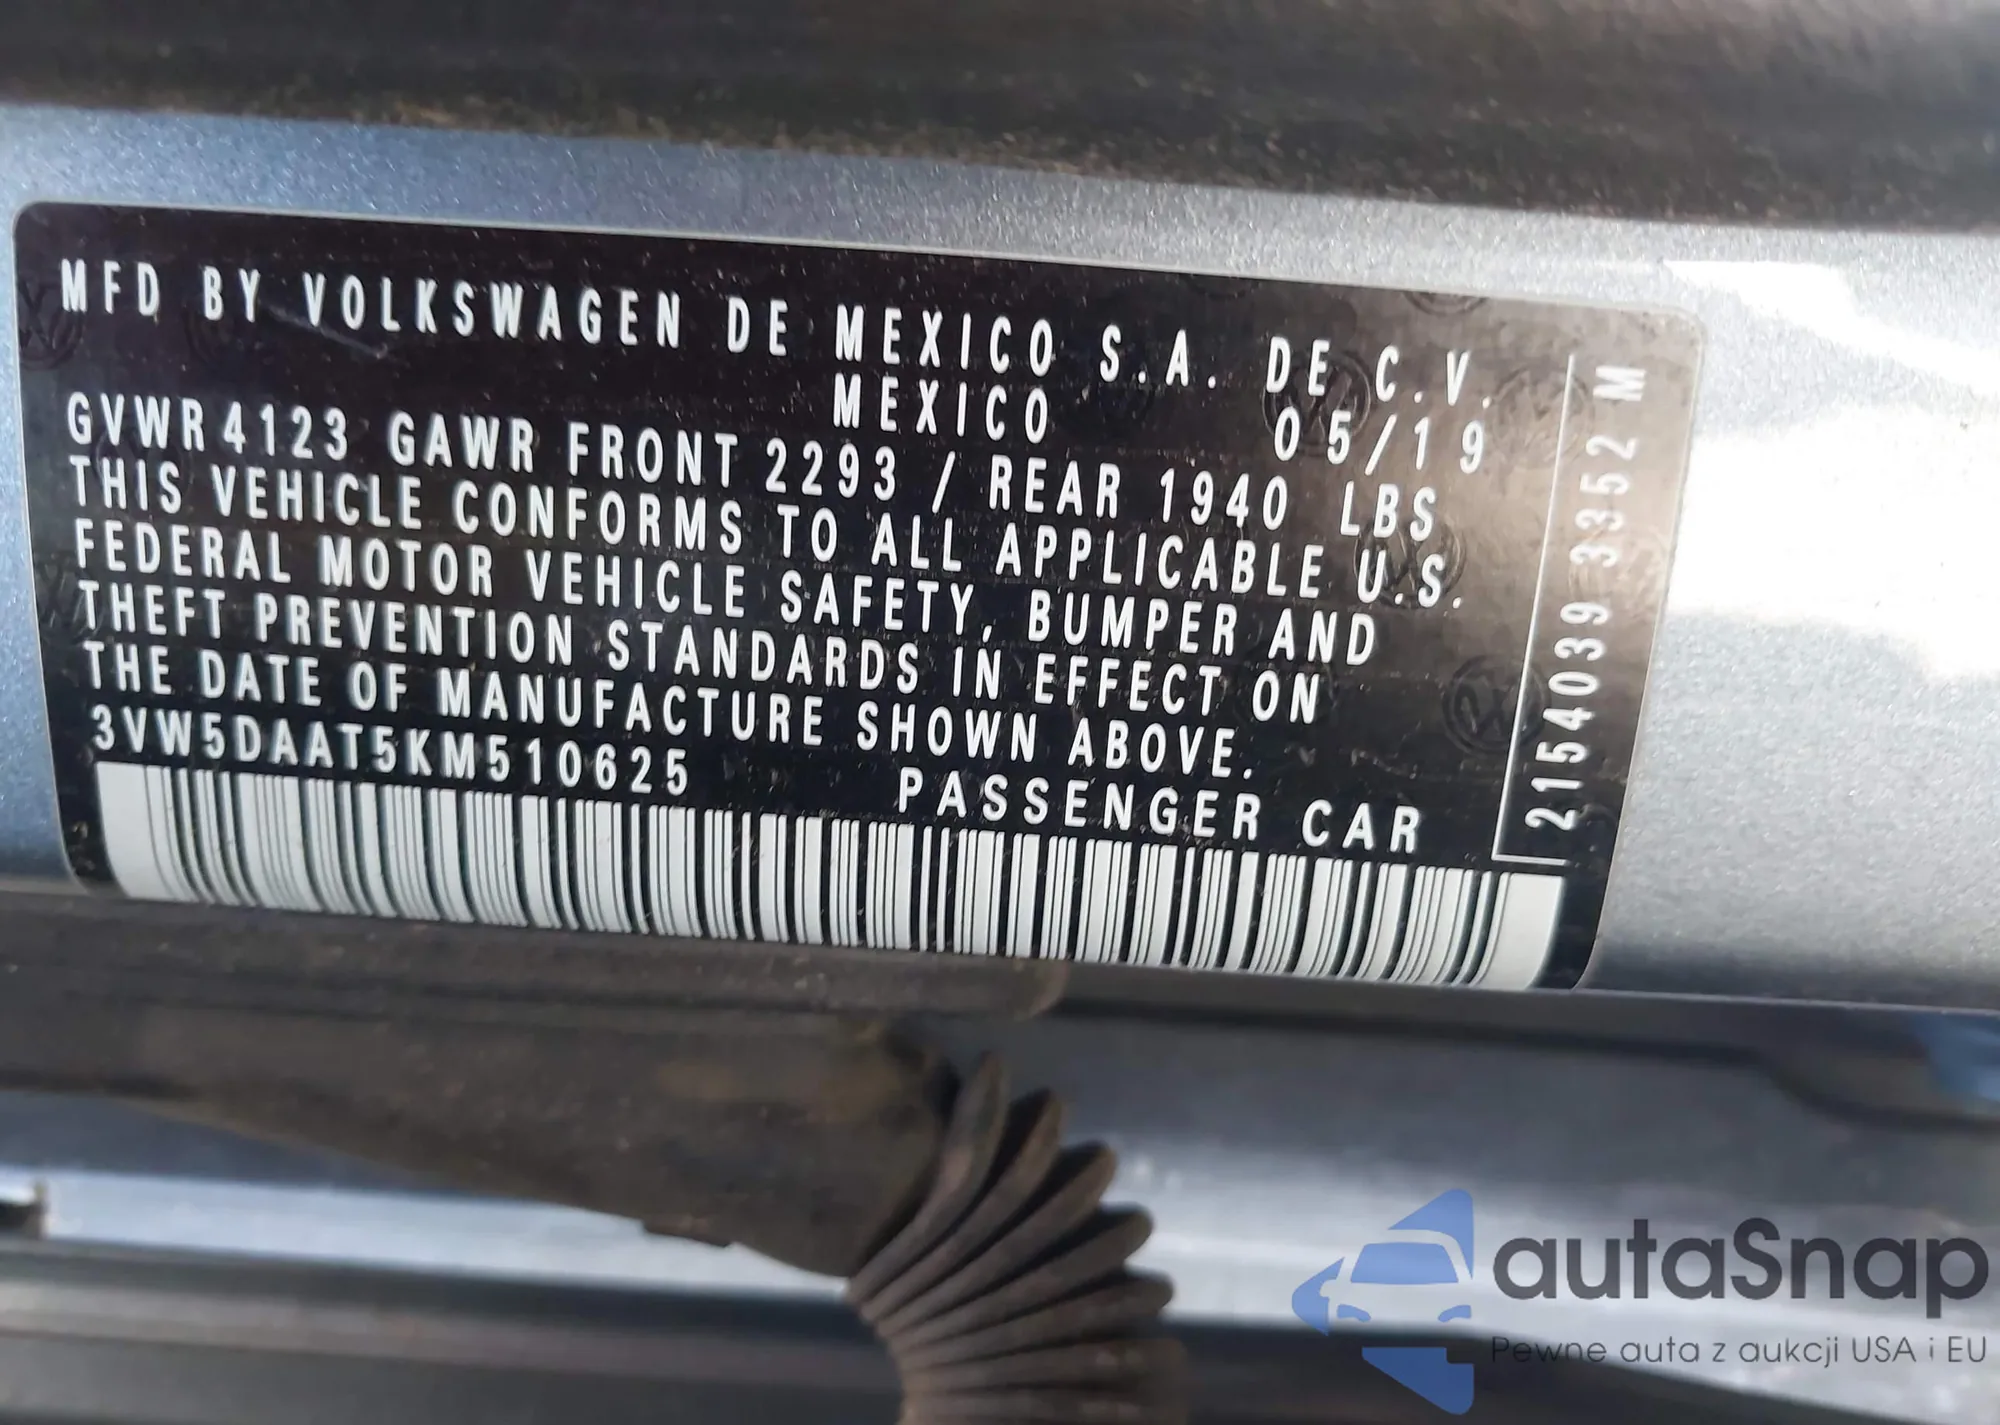 MFD BY VOLKSWAGEN DE MEXICO S.A. DE C.V.
MEXICO 05/19
GVWR 4123 GAWR FRONT 2293 / REAR 1940 LBS
THIS VEHICLE CONFORMS TO ALL APPLICABLE U.S.
FEDERAL MOTOR VEHICLE SAFETY, BUMPER AND
THEFT PREVENTION STANDARDS IN EFFECT ON
THE DATE OF MANUFACTURE SHOWN ABOVE.
3VW5DAAT5KM510625
PASSENGER CAR
2154039 3352 M
autaSnap
Pewne auta z aukcji USA i EU